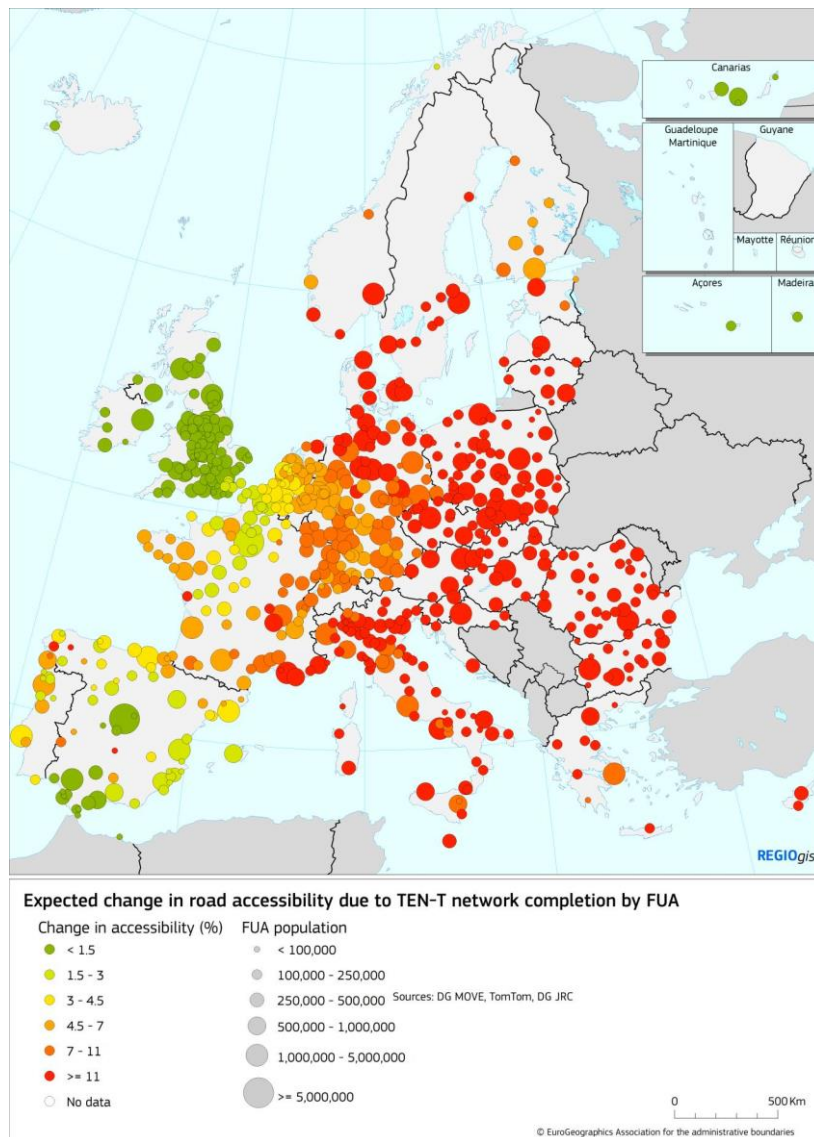 Canarias
Guadeloupe
Martinique
Guyane
Mayotte
Réunion
Açores
Madeira
REGIOgis
Expected change in road accessibility due to TEN-T network completion by FUA
Change in accessibility (%)
< 1.5
1.5 - 3
3 - 4.5
4.5 - 7
7 - 11
>= 11
No data
FUA population
< 100,000
100,000 - 250,000
250,000 - 500,000
500,000 - 1,000,000
1,000,000 - 5,000,000
>= 5,000,000
Sources: DG MOVE, TomTom, DG JRC
0 500 Km
© EuroGeographics Association for the administrative boundaries